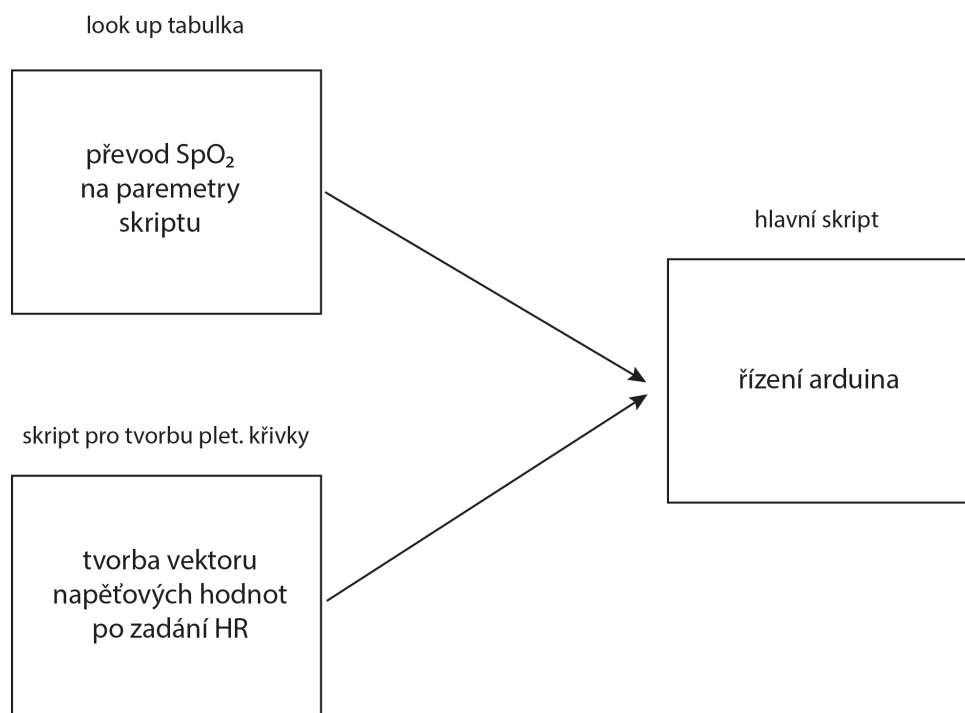 look up tabulka
převod SpO₂
na paremetry
skriptu
hlavní skript
řízení arduina
skript pro tvorbu plet. křivky
tvorba vektoru
napěťových hodnot
po zadání HR